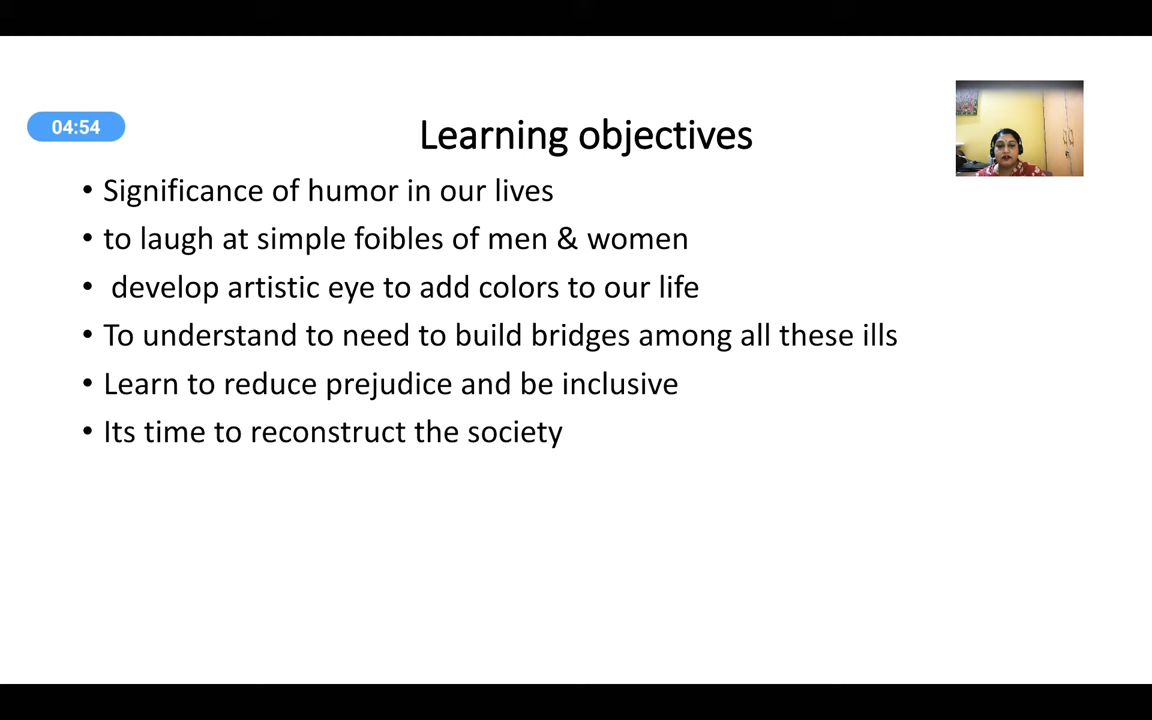 04:54
Learning objectives
• Significance of humor in our lives
• to laugh at simple foibles of men & women
• develop artistic eye to add colors to our life
• To understand to need to build bridges among all these ills
• Learn to reduce prejudice and be inclusive
• Its time to reconstruct the society